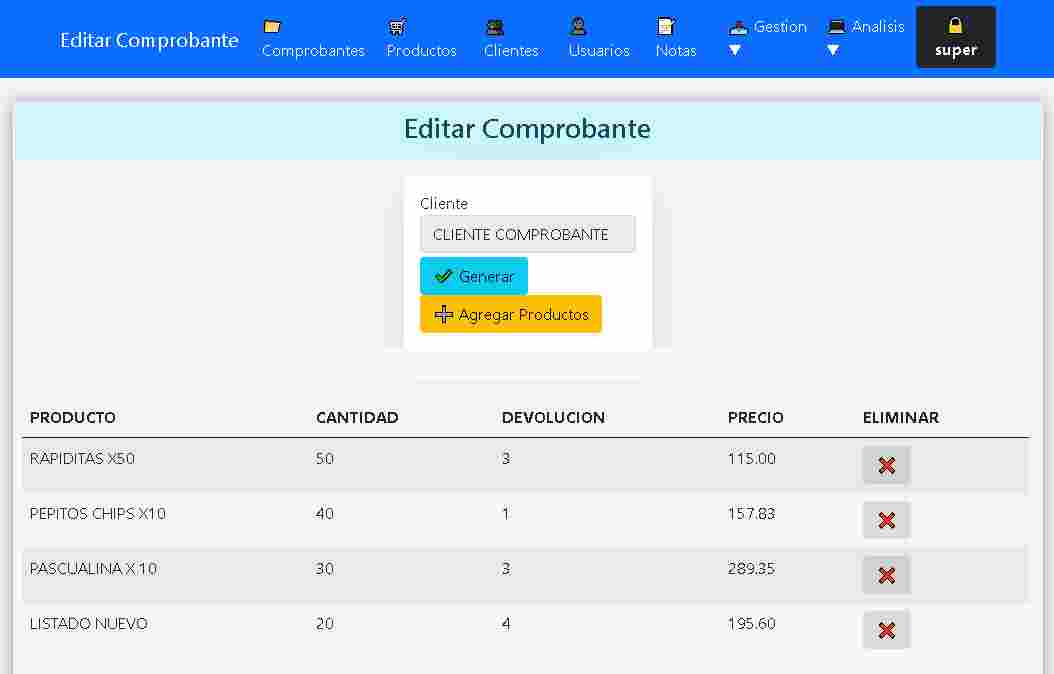 Editar Comprobante
Comprobantes
Productos
Clientes
Usuarios
Notas
Gestion ▼
Analisis ▼
super
Editar Comprobante
Cliente
CLIENTE COMPROBANTE
Generar
Agregar Productos
PRODUCTO CANTIDAD DEVOLUCION PRECIO ELIMINAR
RAPIDITAS X50 50 3 115.00
PEPITOS CHIPS X10 40 1 157.83
PASCUALINA X 10 30 3 289.35
LISTADO NUEVO 20 4 195.60